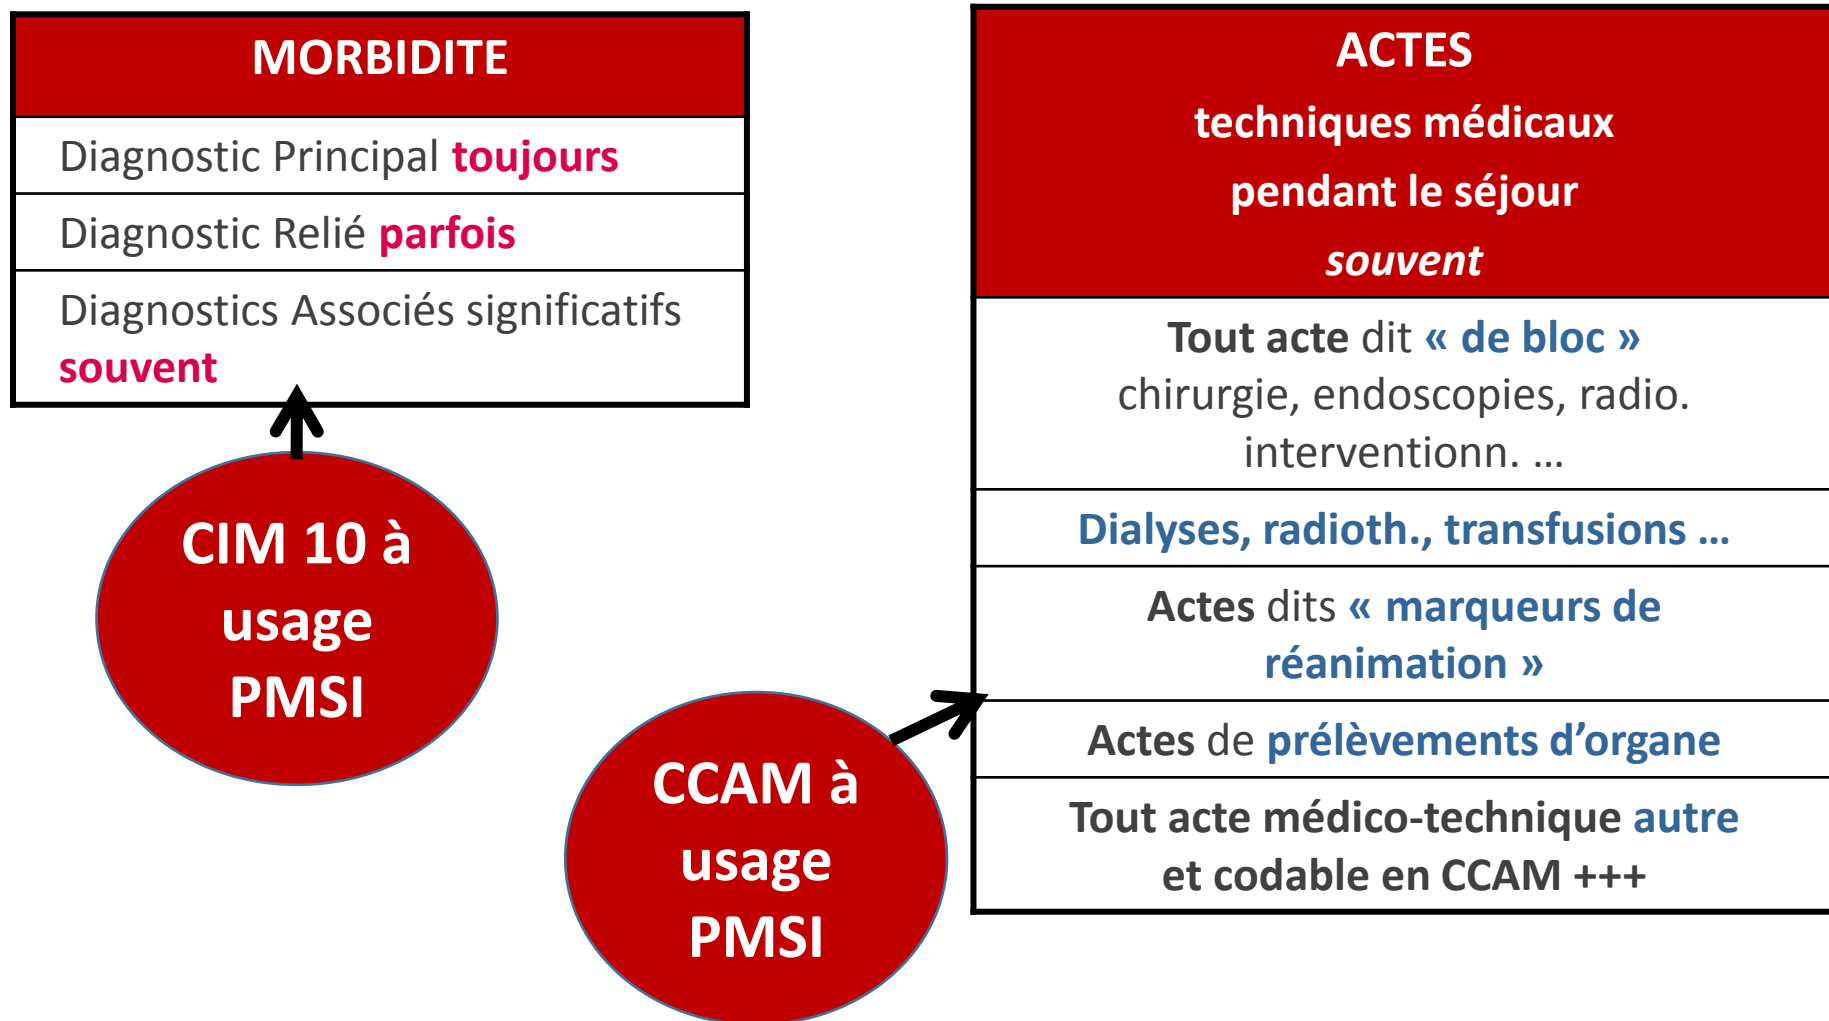 MORBIDITE
Diagnostic Principal toujours
Diagnostic Relié parfois
Diagnostics Associés significatifs
souvent
CIM 10 à
usage
PMSI
CCAM à
usage
PMSI
ACTES
techniques médicaux
pendant le séjour
souvent
Tout acte dit « de bloc »
chirurgie, endoscopies, radio.
interventionn. ...
Dialyses, radioth., transfusions ...
Actes dits « marqueurs de
réanimation »
Actes de prélèvements d’organe
Tout acte médico-technique autre
et codable en CCAM +++